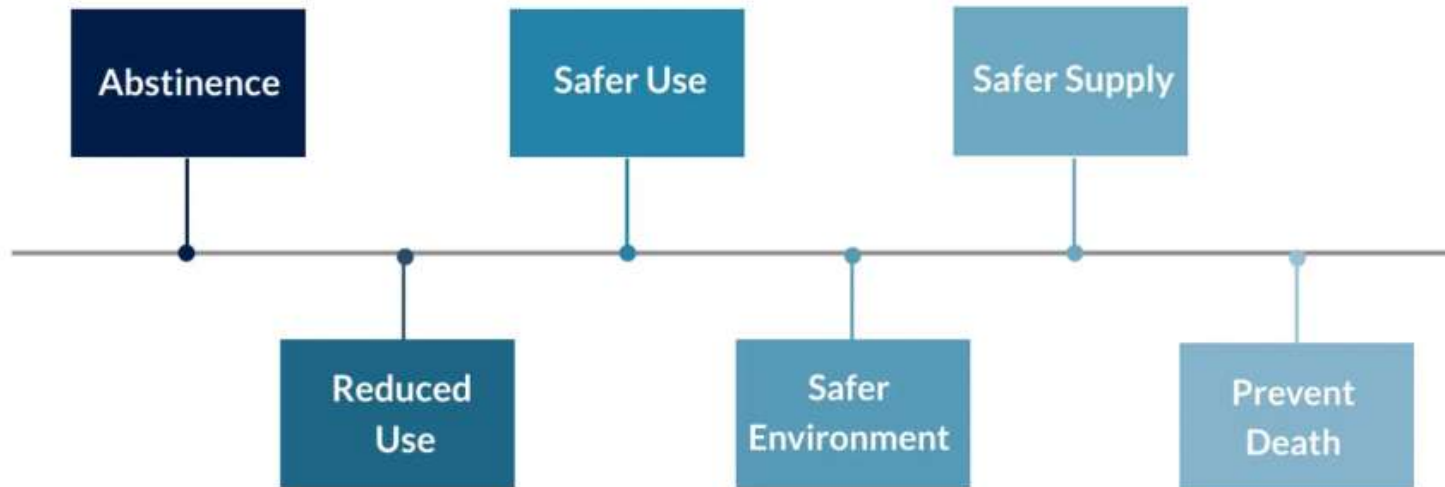 Abstinence
Reduced
Use
Safer Use
Safer
Environment
Safer Supply
Prevent
Death